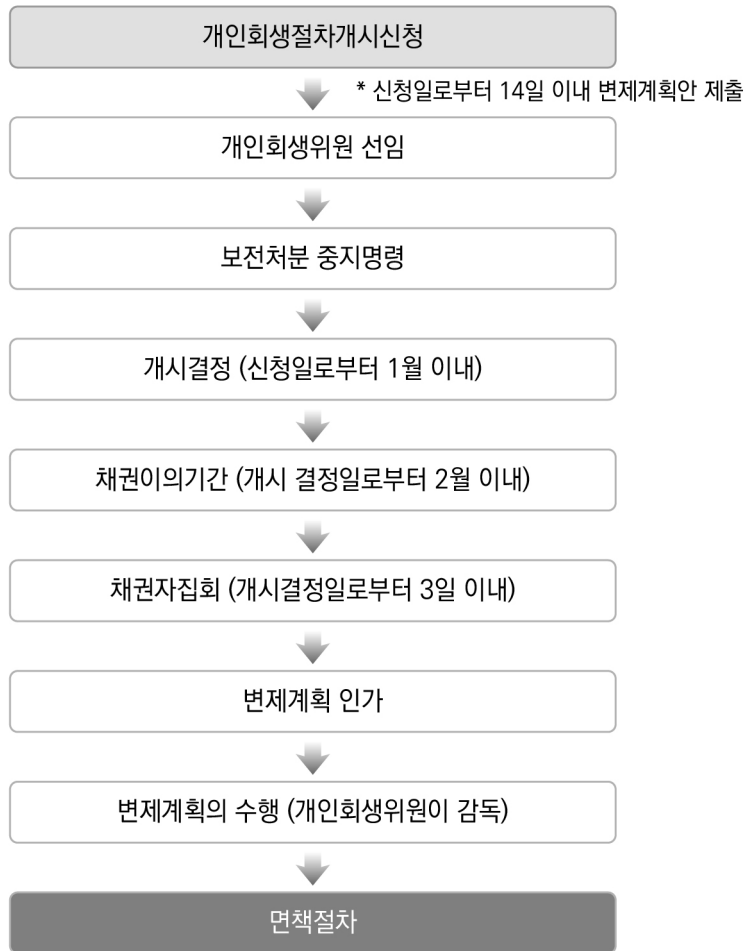 개인회생절차개시신청
* 신청일로부터 14일 이내 변제계획안 제출
개인회생위원 선임
보전처분 중지명령
개시결정 (신청일로부터 1월 이내)
채권이의기간 (개시 결정일로부터 2월 이내)
채권자집회 (개시결정일로부터 3일 이내)
변제계획 인가
변제계획의 수행 (개인회생위원이 감독)
면책절차